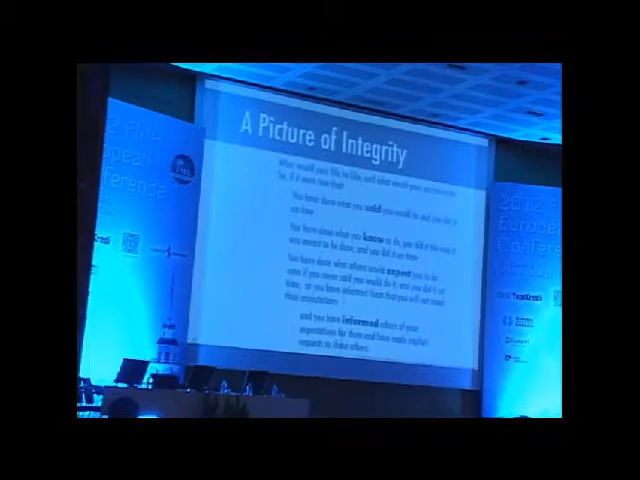 A Picture of Integrity
What would your life be like, and what would your
be, if it were true that
You have done what you said you would do and you did it
on time
You have done what you know to do, you did it the way it
was meant to be done, and you did it on time
You have done what others would expect you to do
even if you never said you would do it, and you did it on
time, or you have informed them that you will not meet
their expectations
and you have informed others of your
expectations for them and have made explicit
requests to those others.
2 FMA
opean
ference
2012 F
European
Conference
YapıKredi